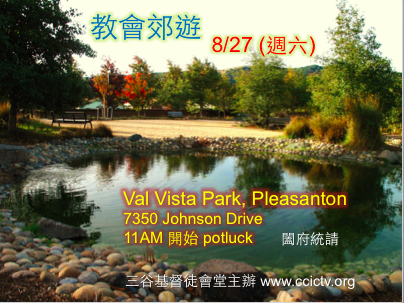 教會郊遊
8/27 (週六)
Val Vista Park, Pleasanton
7350 Johnson Drive
11AM 開始 potluck 闔府統請
三谷基督徒會堂主辦 www.ccictv.org